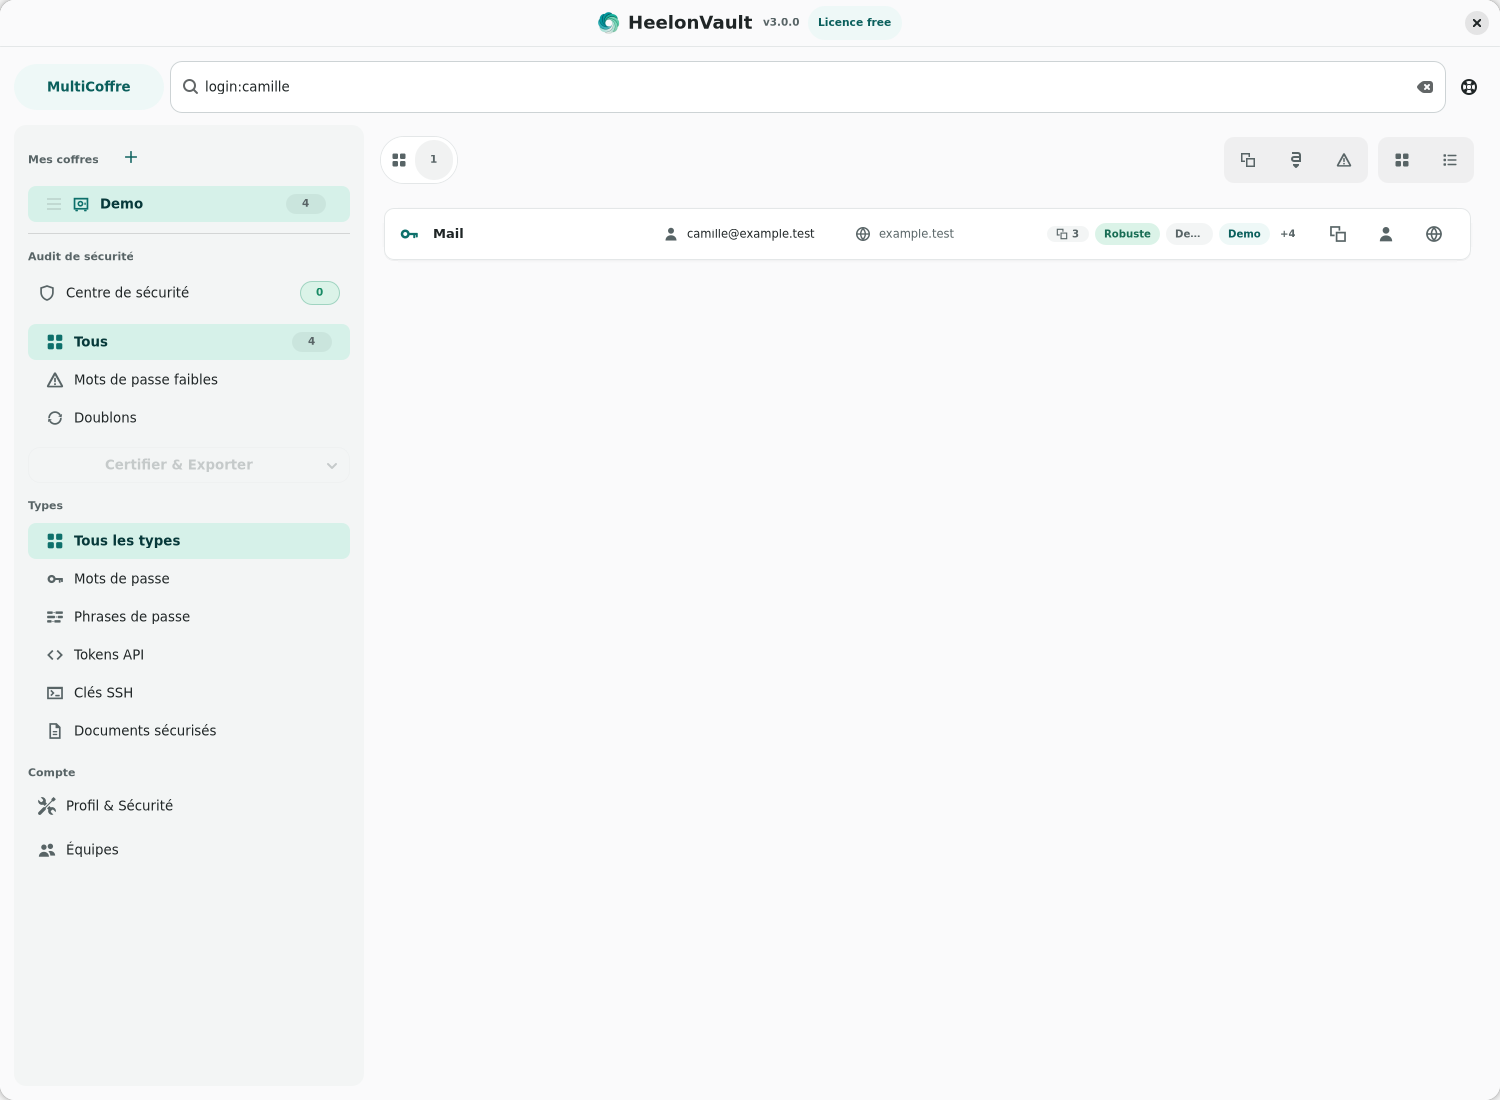 HeelonVault v3.0.0 Licence free
MultiCoffre
login:camille
Mes coffres
Demo 4
Audit de sécurité
Centre de sécurité 0
Tous 4
Mots de passe faibles
Doublons
Certifier & Exporter
Types
Tous les types
Mots de passe
Phrases de passe
Tokens API
Clés SSH
Documents sécurisés
Compte
Profil & Sécurité
Équipes
1
Mail camille@example.test example.test 3 Robuste De... Demo +4